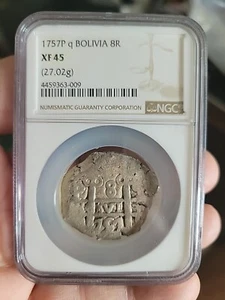 1757P q BOLIVIA 8R
XF 45
(27.02g)
4459363-009
NUMISMATIC GUARANTY CORPORATION
NGC